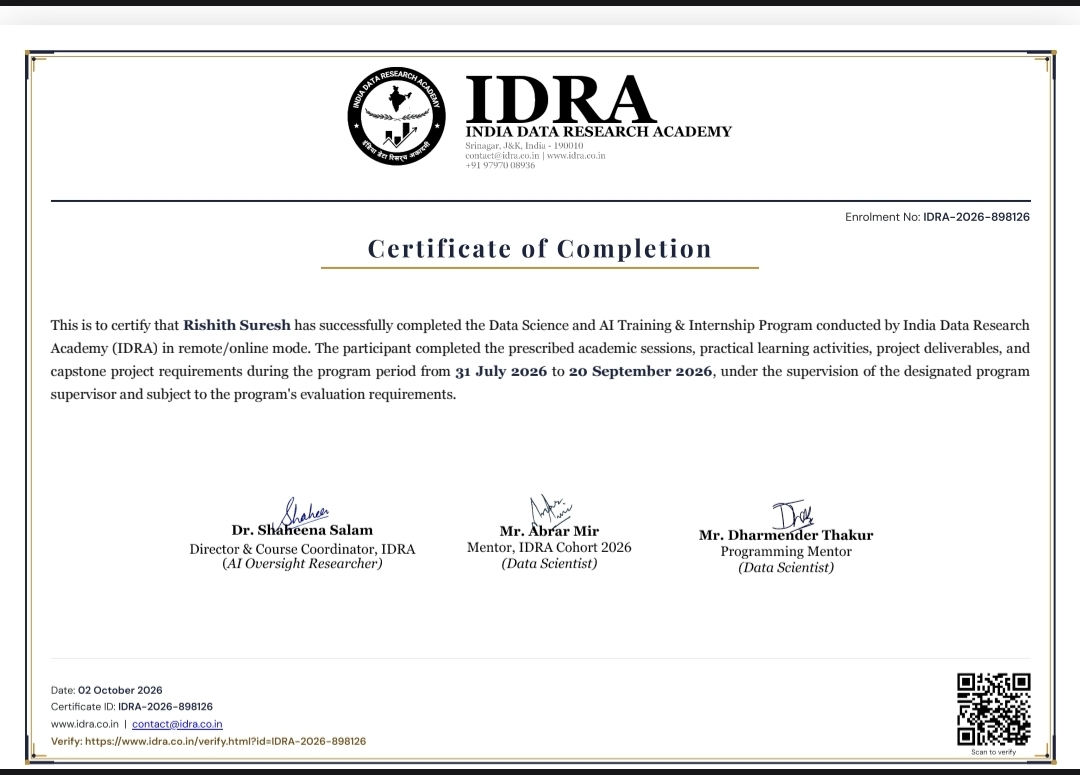 INDIA DATA RESEARCH ACADEMY
इंडिया डेटा रिसर्च अकादमी
IDRA
INDIA DATA RESEARCH ACADEMY
Srinagar, J&K, India - 190010
contact@idra.co.in | www.idra.co.in
+91 97970 08936
Enrolment No: IDRA-2026-898126
Certificate of Completion
This is to certify that Rishith Suresh has successfully completed the Data Science and AI Training & Internship Program conducted by India Data Research
Academy (IDRA) in remote/online mode. The participant completed the prescribed academic sessions, practical learning activities, project deliverables, and
capstone project requirements during the program period from 31 July 2026 to 20 September 2026, under the supervision of the designated program
supervisor and subject to the program's evaluation requirements.
Shaheen
Dr. Shaheena Salam
Director & Course Coordinator, IDRA
(AI Oversight Researcher)
Mr. Abrar Mir
Mentor, IDRA Cohort 2026
(Data Scientist)
Mr. Dharmender Thakur
Programming Mentor
(Data Scientist)
Date: 02 October 2026
Certificate ID: IDRA-2026-898126
www.idra.co.in | contact@idra.co.in
Verify: https://www.idra.co.in/verify.html?id=IDRA-2026-898126
Scan to verify